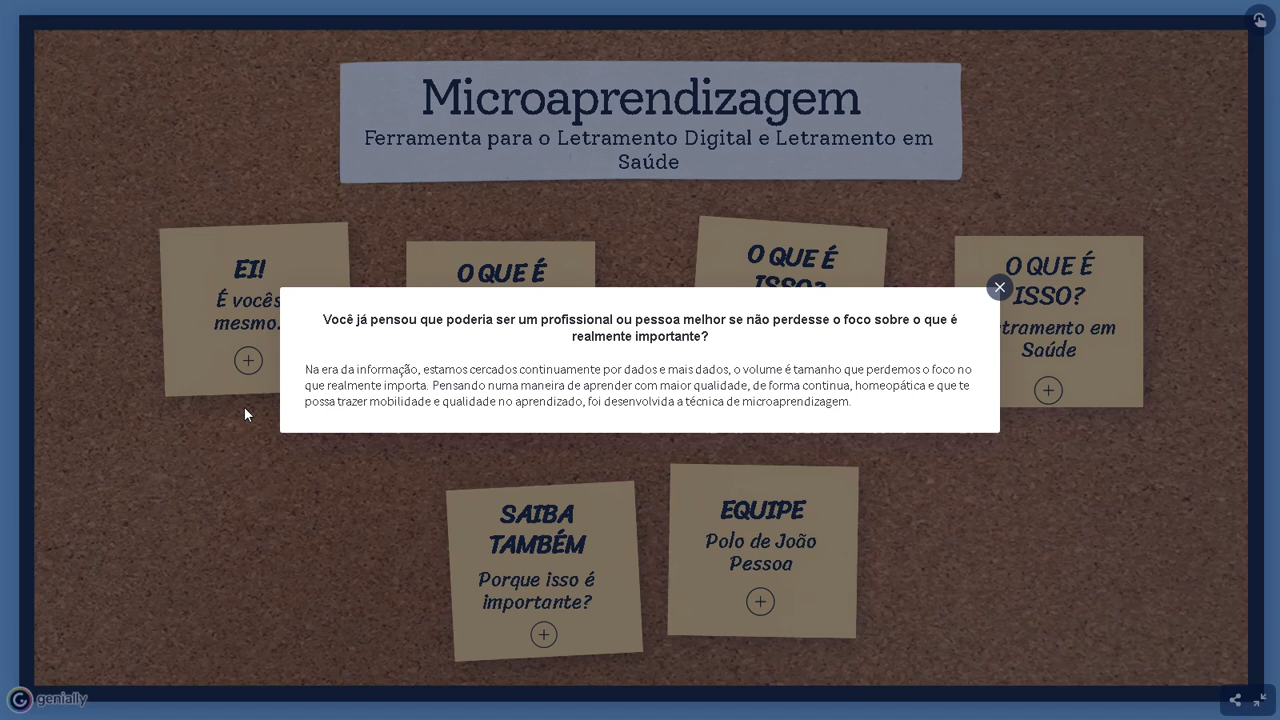 Microaprendizagem
Ferramenta para o Letramento Digital e Letramento em
Saúde
EI!
É vocês
mesmo.
O QUE É
O QUE É
ISSO?
O QUE É
ISSO?
tramento em
Saúde
Você já pensou que poderia ser um profissional ou pessoa melhor se não perdesse o foco sobre o que é
realmente importante?
Na era da informação, estamos cercados continuamente por dados e mais dados, o volume é tamanho que perdemos o foco no
que realmente importa. Pensando numa maneira de aprender com maior qualidade, de forma continua, homeopática e que te
possa trazer mobilidade e qualidade no aprendizado, foi desenvolvida a técnica de microaprendizagem.
SAIBA
TAMBÉM
Porque isso é
importante?
EQUIPE
Polo de João
Pessoa
genially